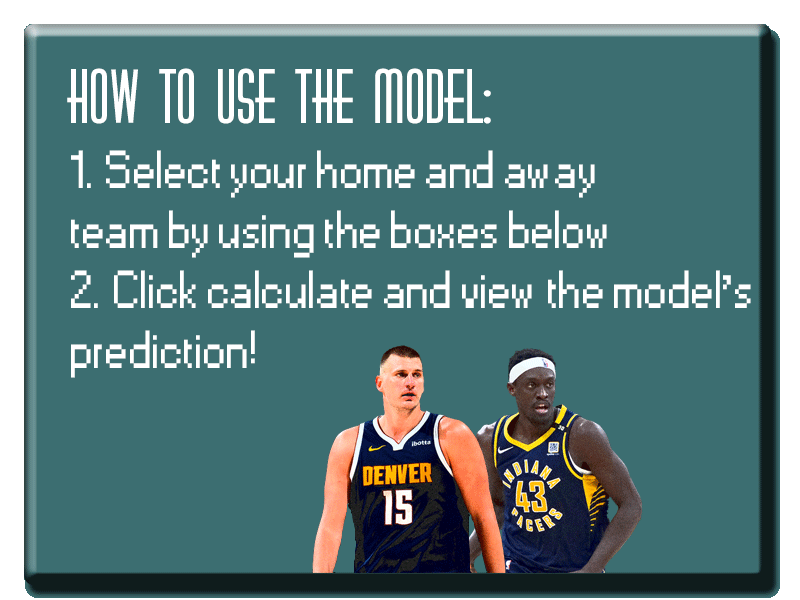 HOW TO USE THE MODEL:
1. Select your home and away
team by using the boxes below
2. Click calculate and view the model's
prediction!
ibotta
DENVER
15
INDIANA
43
PACERS